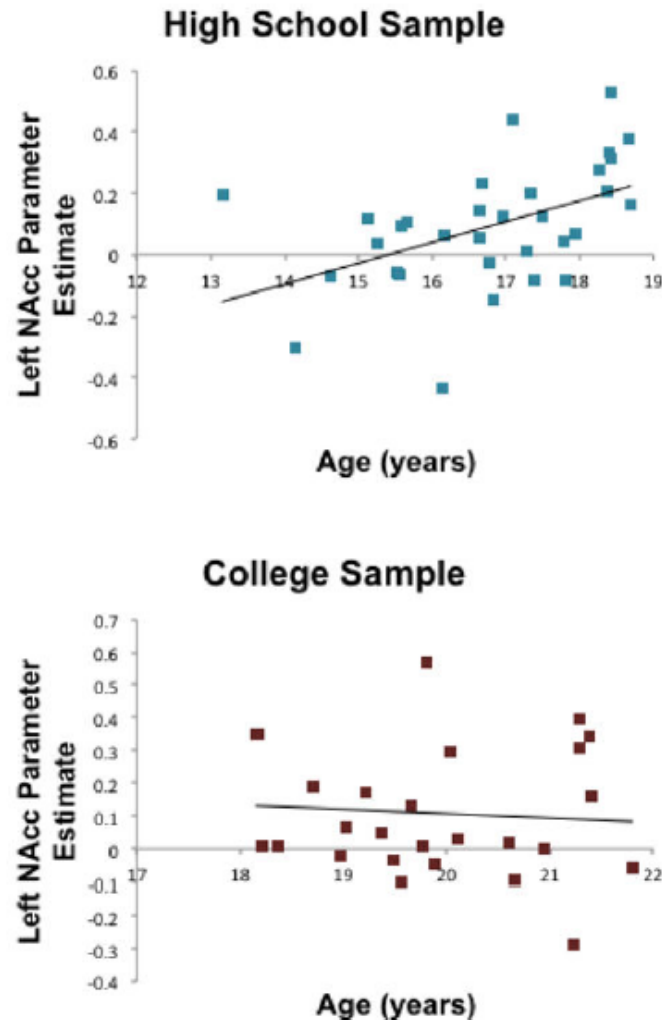 High School Sample
0.6
0.4
0.2
0
-0.2
-0.4
-0.6
12 13 14 15 16 17 18 19
Left NAcc Parameter
Estimate
Age (years)
College Sample
0.7
0.6
0.5
0.4
0.3
0.2
0.1
0
-0.1
-0.2
-0.3
-0.4
17 18 19 20 21 22
Left NAcc Parameter
Estimate
Age (years)